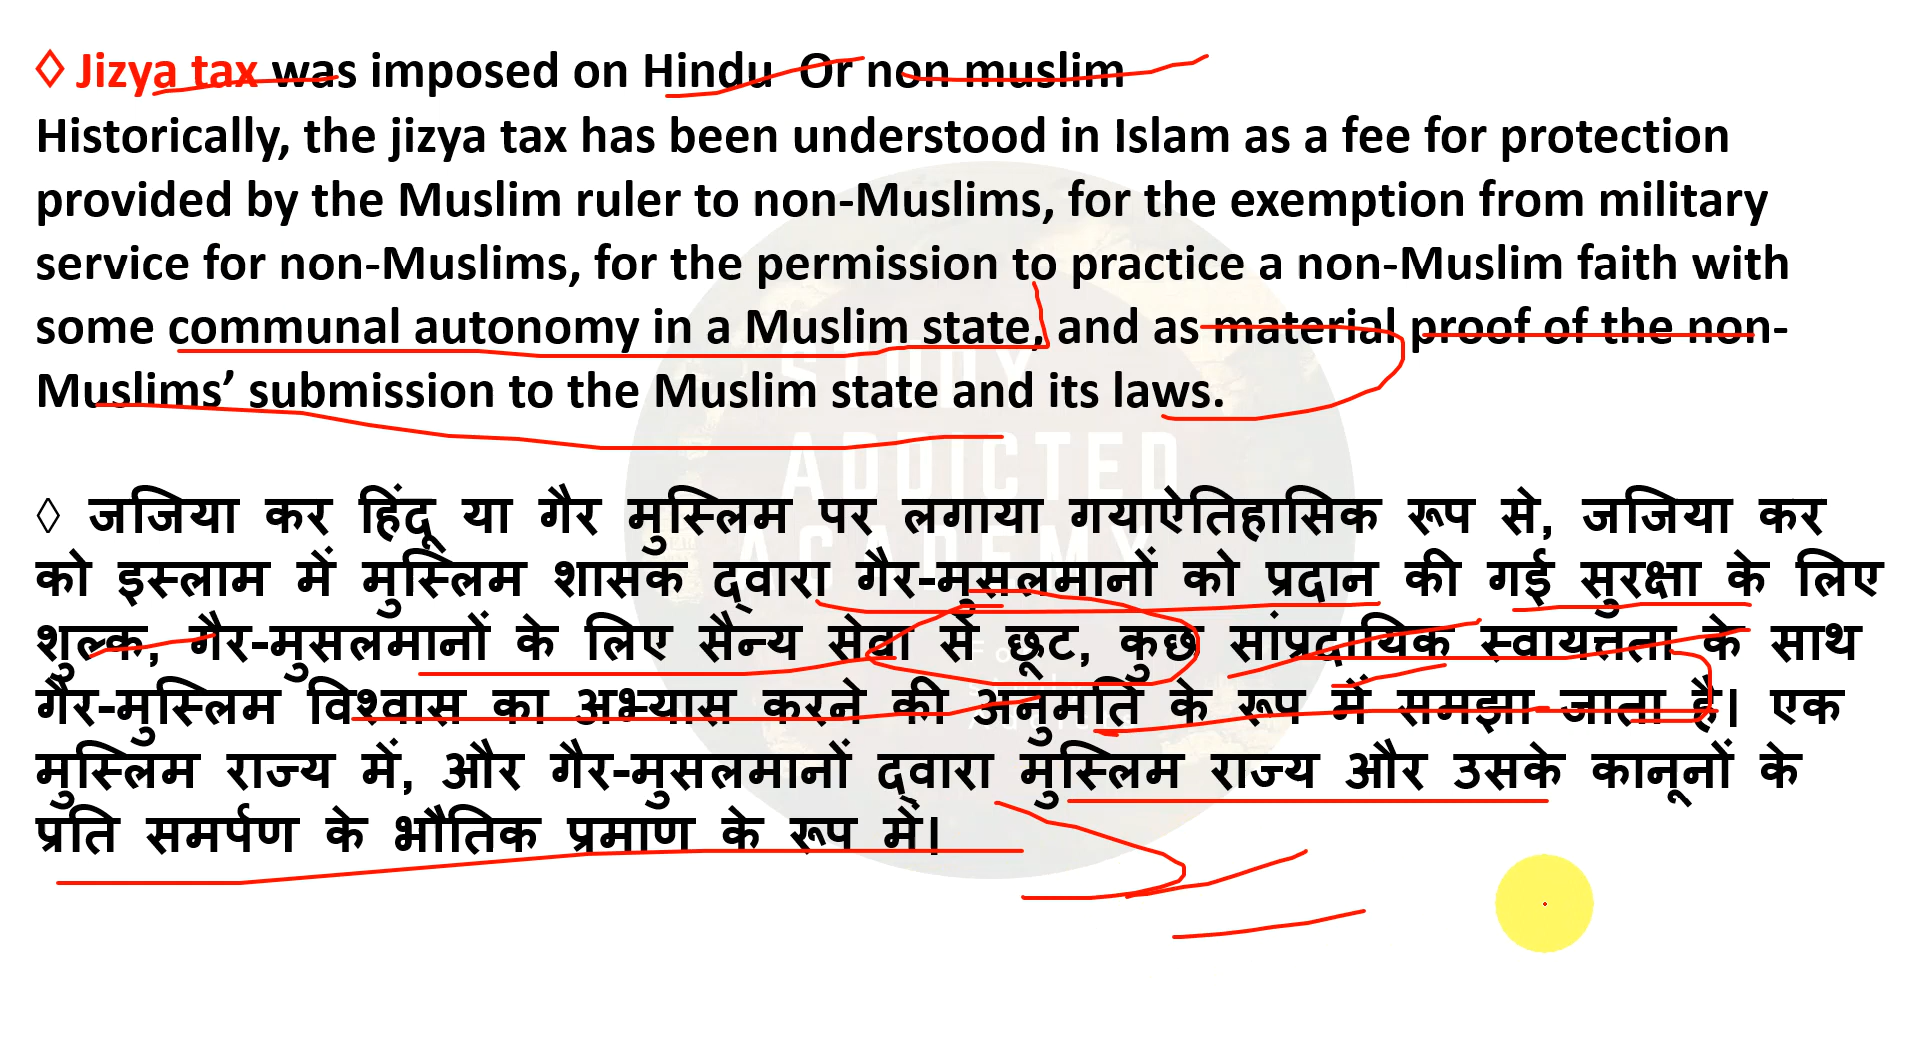 ◊ Jizya tax was imposed on Hindu Or non muslim
Historically, the jizya tax has been understood in Islam as a fee for protection
provided by the Muslim ruler to non-Muslims, for the exemption from military
service for non-Muslims, for the permission to practice a non-Muslim faith with
some communal autonomy in a Muslim state, and as material proof of the non-
Muslims’ submission to the Muslim state and its laws.
◊ जजिया कर हिंदू या गैर मुस्लिम पर लगाया गयाऐतिहासिक रूप से, जजिया कर
को इस्लाम में मुस्लिम शासक द्वारा गैर-मुसलमानों को प्रदान की गई सुरक्षा के लिए
शुल्क, गैर-मुसलमानों के लिए सैन्य सेवा से छूट, कुछ सांप्रदायिक स्वायत्तता के साथ
गैर-मुस्लिम विश्वास का अभ्यास करने की अनुमति के रूप में समझा जाता है। एक
मुस्लिम राज्य में, और गैर-मुसलमानों द्वारा मुस्लिम राज्य और उसके कानूनों के
प्रति समर्पण के भौतिक प्रमाण के रूप में।
STUDY
ADDICTED
ACADEMY